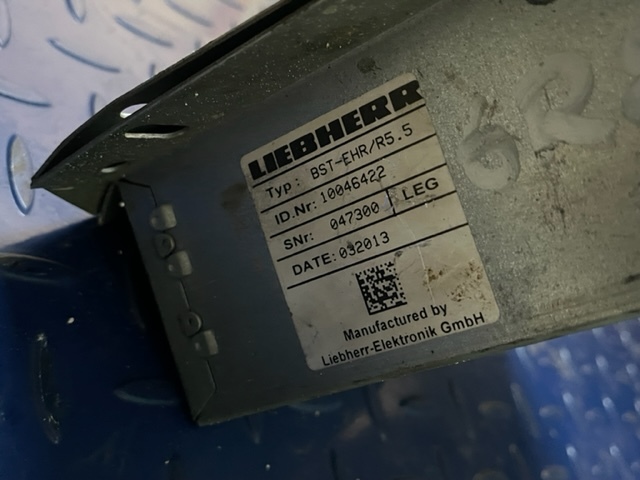 LIEBHERR
Typ: BST-EHR/R5.5
ID.Nr: 10046422
SNr: 047300 LEG
DATE: 032013
Manufactured by
Liebherr-Elektronik GmbH